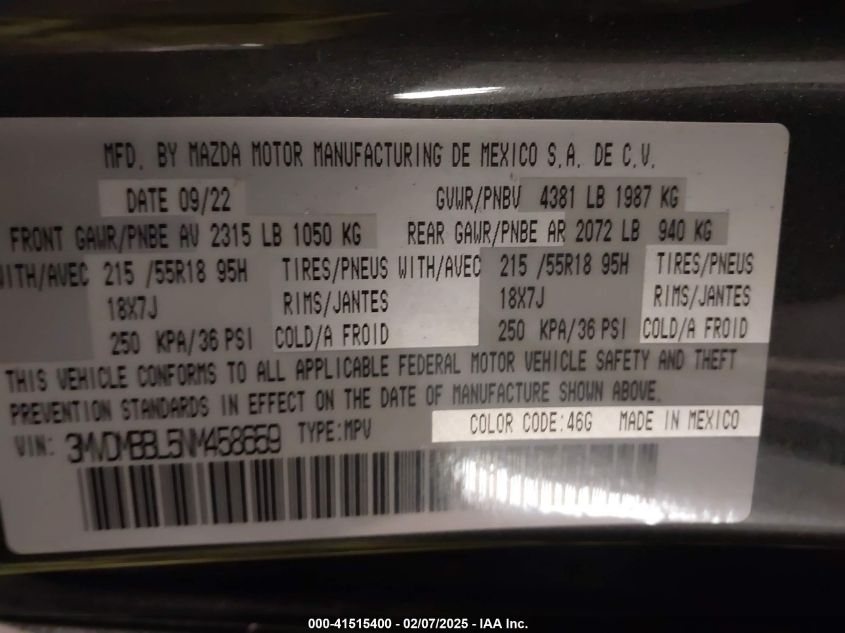 MFD. BY MAZDA MOTOR MANUFACTURING DE MEXICO S.A. DE C.V.
DATE 09/22 GVWR/PNBV 4381 LB 1987 KG
FRONT GAWR/PNBE AV 2315 LB 1050 KG REAR GAWR/PNBE AR 2072 LB 940 KG
WITH/AVEC 215 /55R18 95H TIRES/PNEUS WITH/AVEC 215 /55R18 95H TIRES/PNEUS
18X7J RIMS/JANTES 18X7J RIMS/JANTES
250 KPA/36 PSI COLD/A FROID 250 KPA/36 PSI COLD/A FROID
THIS VEHICLE CONFORMS TO ALL APPLICABLE FEDERAL MOTOR VEHICLE SAFETY AND THEFT
PREVENTION STANDARDS IN EFFECT ON THE DATE OF MANUFACTURE SHOWN ABOVE.
VIN: 3MVDMBBL5NM458659 TYPE:MPV COLOR CODE:46G MADE IN MEXICO
000-41515400 - 02/07/2025 - IAA Inc.